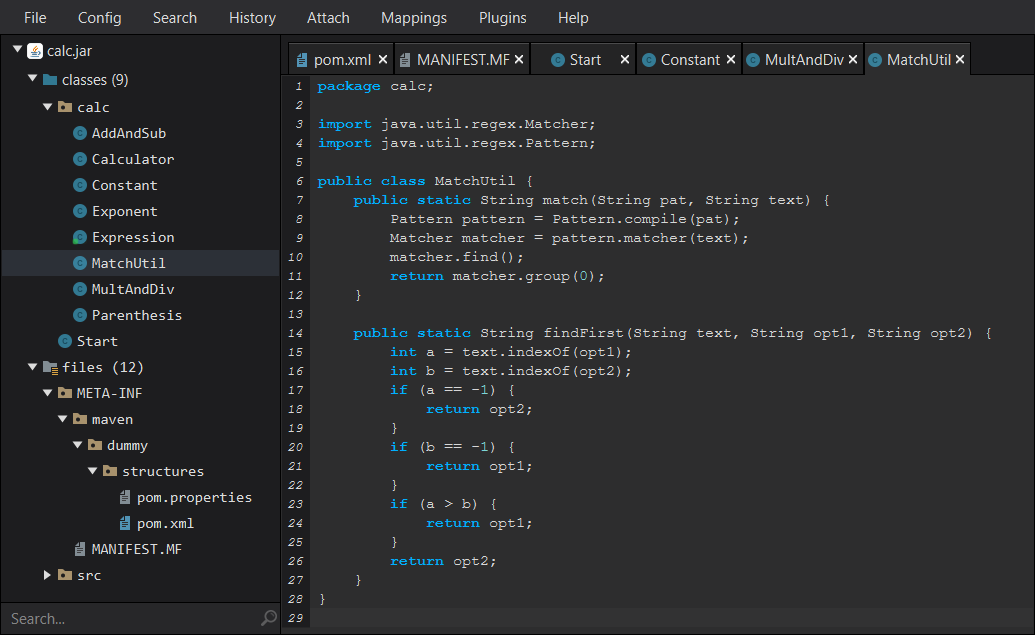 File Config Search History Attach Mappings Plugins Help
calc.jar
classes (9)
calc
AddAndSub
Calculator
Constant
Exponent
Expression
MatchUtil
MultAndDiv
Parenthesis
Start
files (12)
META-INF
maven
dummy
structures
pom.properties
pom.xml
MANIFEST.MF
src
Search...
pom.xml MANIFEST.MF Start Constant MultAndDiv MatchUtil
1 package calc;
2
3 import java.util.regex.Matcher;
4 import java.util.regex.Pattern;
5
6 public class MatchUtil {
7     public static String match(String pat, String text) {
8         Pattern pattern = Pattern.compile(pat);
9         Matcher matcher = pattern.matcher(text);
10         matcher.find();
11         return matcher.group(0);
12     }
13
14     public static String findFirst(String text, String opt1, String opt2) {
15         int a = text.indexOf(opt1);
16         int b = text.indexOf(opt2);
17         if (a == -1) {
18             return opt2;
19         }
20         if (b == -1) {
21             return opt1;
22         }
23         if (a > b) {
24             return opt1;
25         }
26         return opt2;
27     }
28 }
29